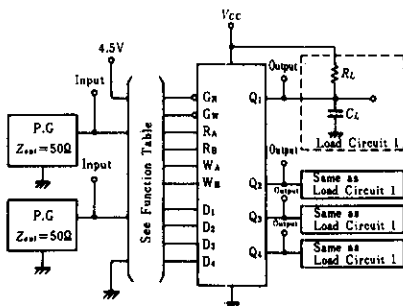 VCC
4.5V
Input
Output
RL
GR
GW
RA
RB
WA
WB
D1
D2
D3
D4
Q1
CL
Load Circuit 1
P.G
Zout=50Ω
See Function Table
Input
P.G
Zout=50Ω
Output
Q2
Same as
Load Circuit 1
Output
Q3
Same as
Load Circuit 1
Output
Q4
Same as
Load Circuit 1